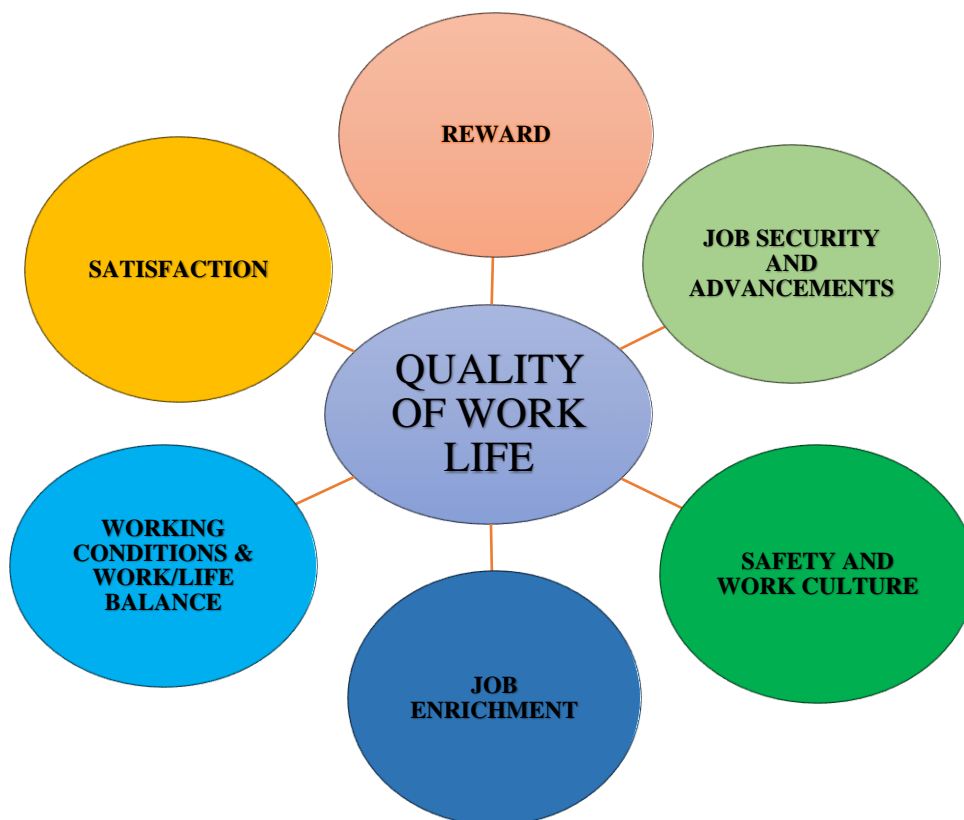 REWARD
SATISFACTION
JOB SECURITY
AND
ADVANCEMENTS
QUALITY
OF WORK
LIFE
WORKING
CONDITIONS &
WORK/LIFE
BALANCE
SAFETY AND
WORK CULTURE
JOB
ENRICHMENT